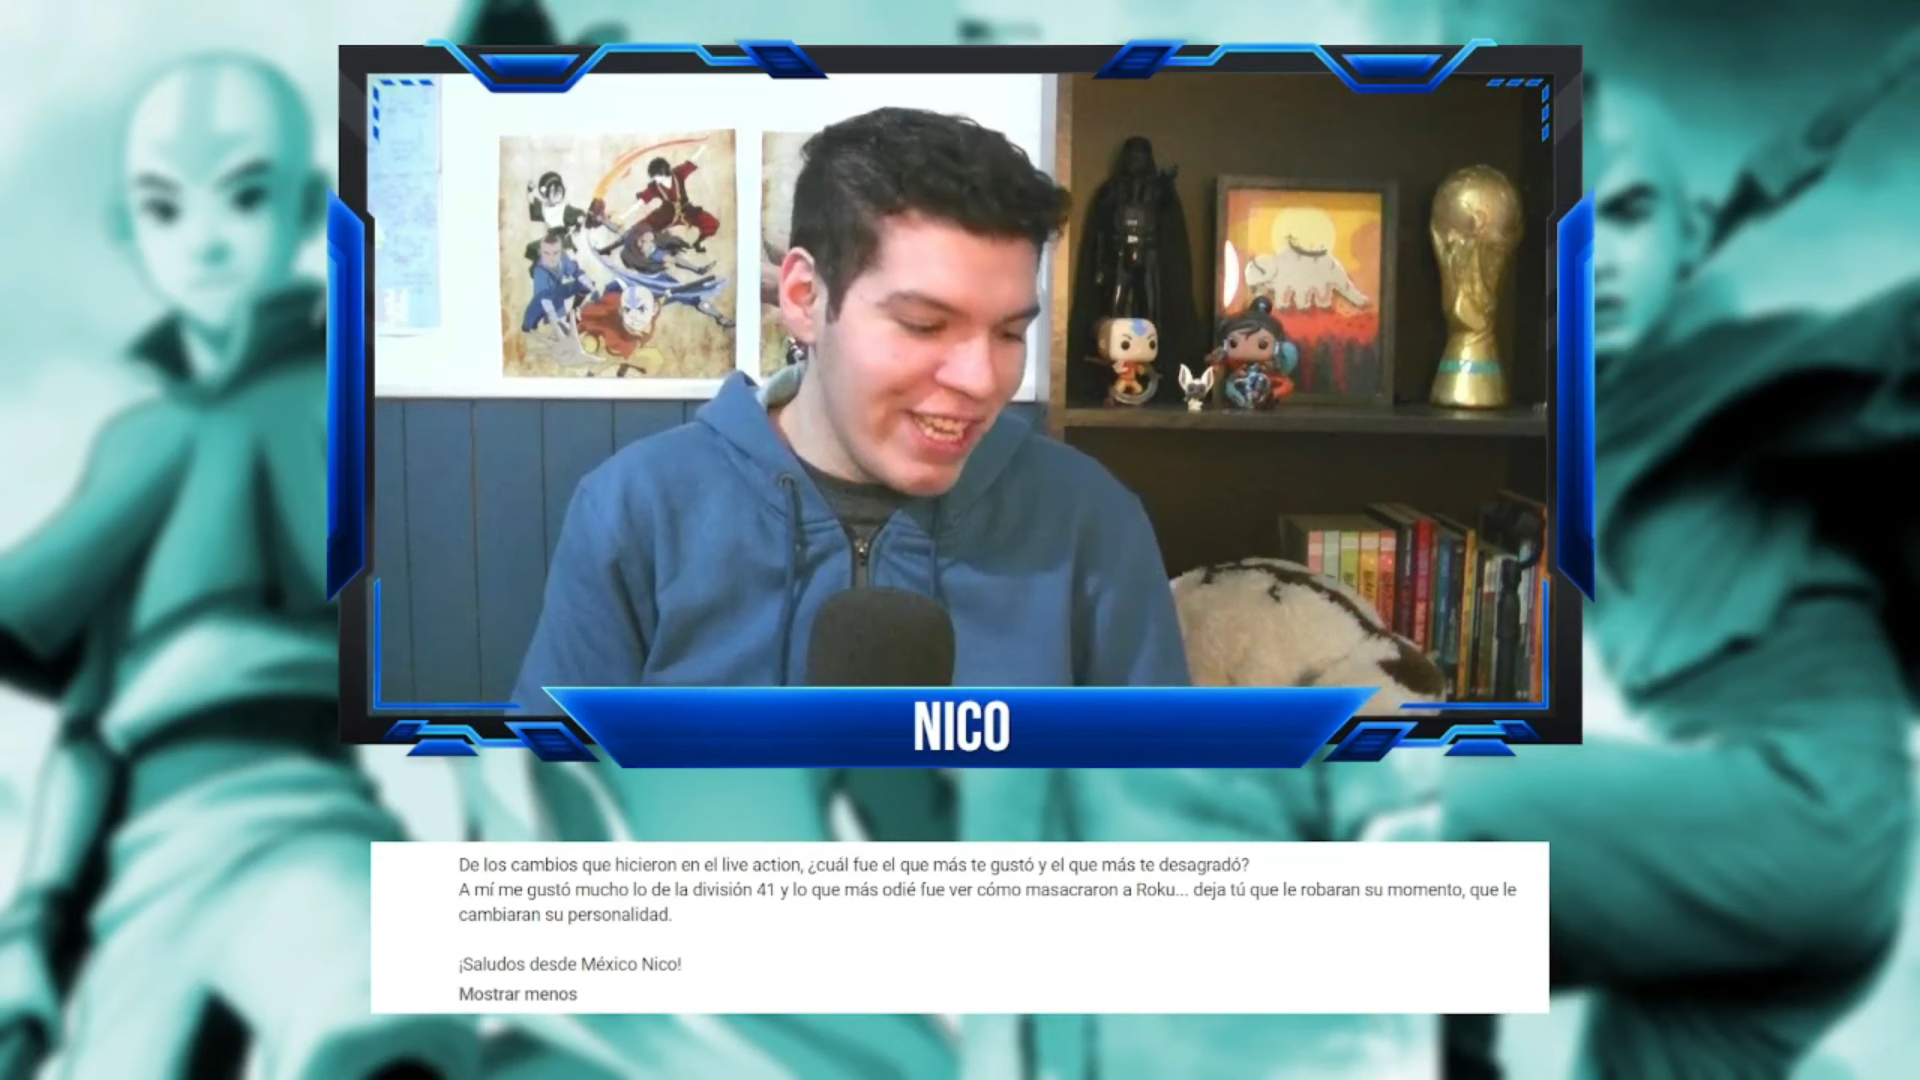 NICO
De los cambios que hicieron en el live action, ¿cuál fue el que más te gustó y el que más te desagradó?
A mí me gustó mucho lo de la división 41 y lo que más odié fue ver cómo masacraron a Roku... deja tú que le robaran su momento, que le
cambiaran su personalidad.
¡Saludos desde México Nico!
Mostrar menos